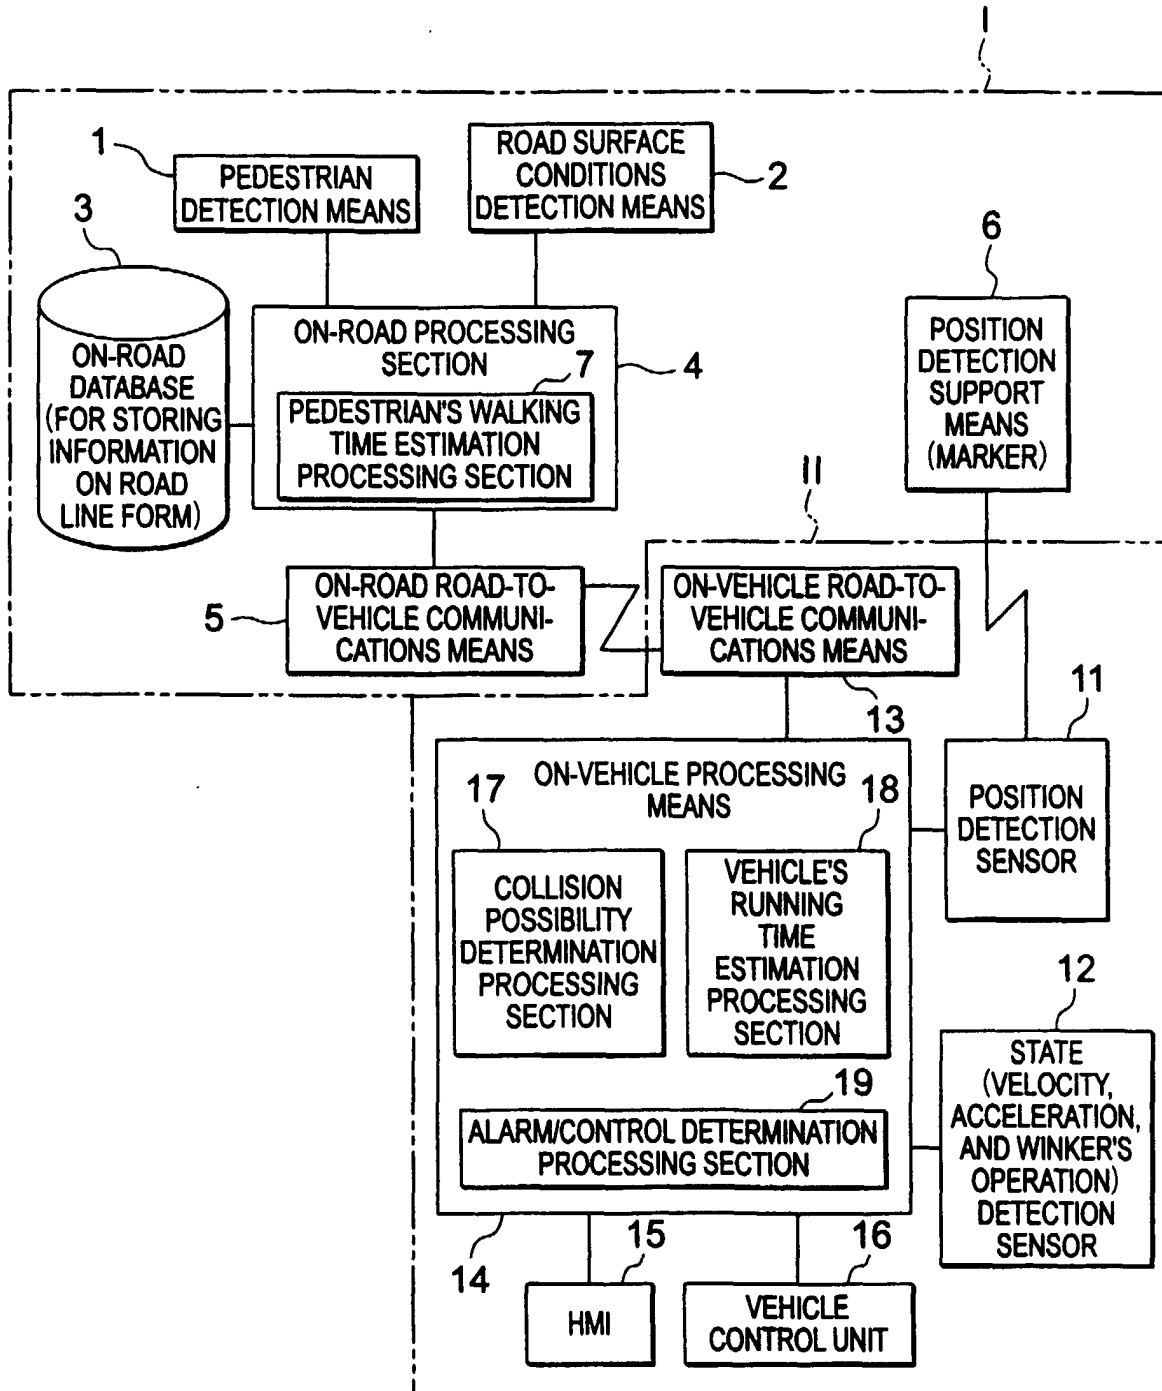 I
1
PEDESTRIAN
DETECTION MEANS
ROAD SURFACE
CONDITIONS
DETECTION MEANS
2
3
ON-ROAD
DATABASE
(FOR STORING
INFORMATION
ON ROAD
LINE FORM)
ON-ROAD PROCESSING
SECTION
7
4
PEDESTRIAN'S WALKING
TIME ESTIMATION
PROCESSING SECTION
6
POSITION
DETECTION
SUPPORT
MEANS
(MARKER)
II
5
ON-ROAD ROAD-TO-
VEHICLE COMMUNI-
CATIONS MEANS
ON-VEHICLE ROAD-TO-
VEHICLE COMMUNI-
CATIONS MEANS
13
11
POSITION
DETECTION
SENSOR
ON-VEHICLE PROCESSING
MEANS
17
COLLISION
POSSIBILITY
DETERMINATION
PROCESSING
SECTION
18
VEHICLE'S
RUNNING
TIME
ESTIMATION
PROCESSING
SECTION
12
STATE
(VELOCITY,
ACCELERATION,
AND WINKER'S
OPERATION)
DETECTION
SENSOR
19
ALARM/CONTROL DETERMINATION
PROCESSING SECTION
14
15
HMI
16
VEHICLE
CONTROL UNIT